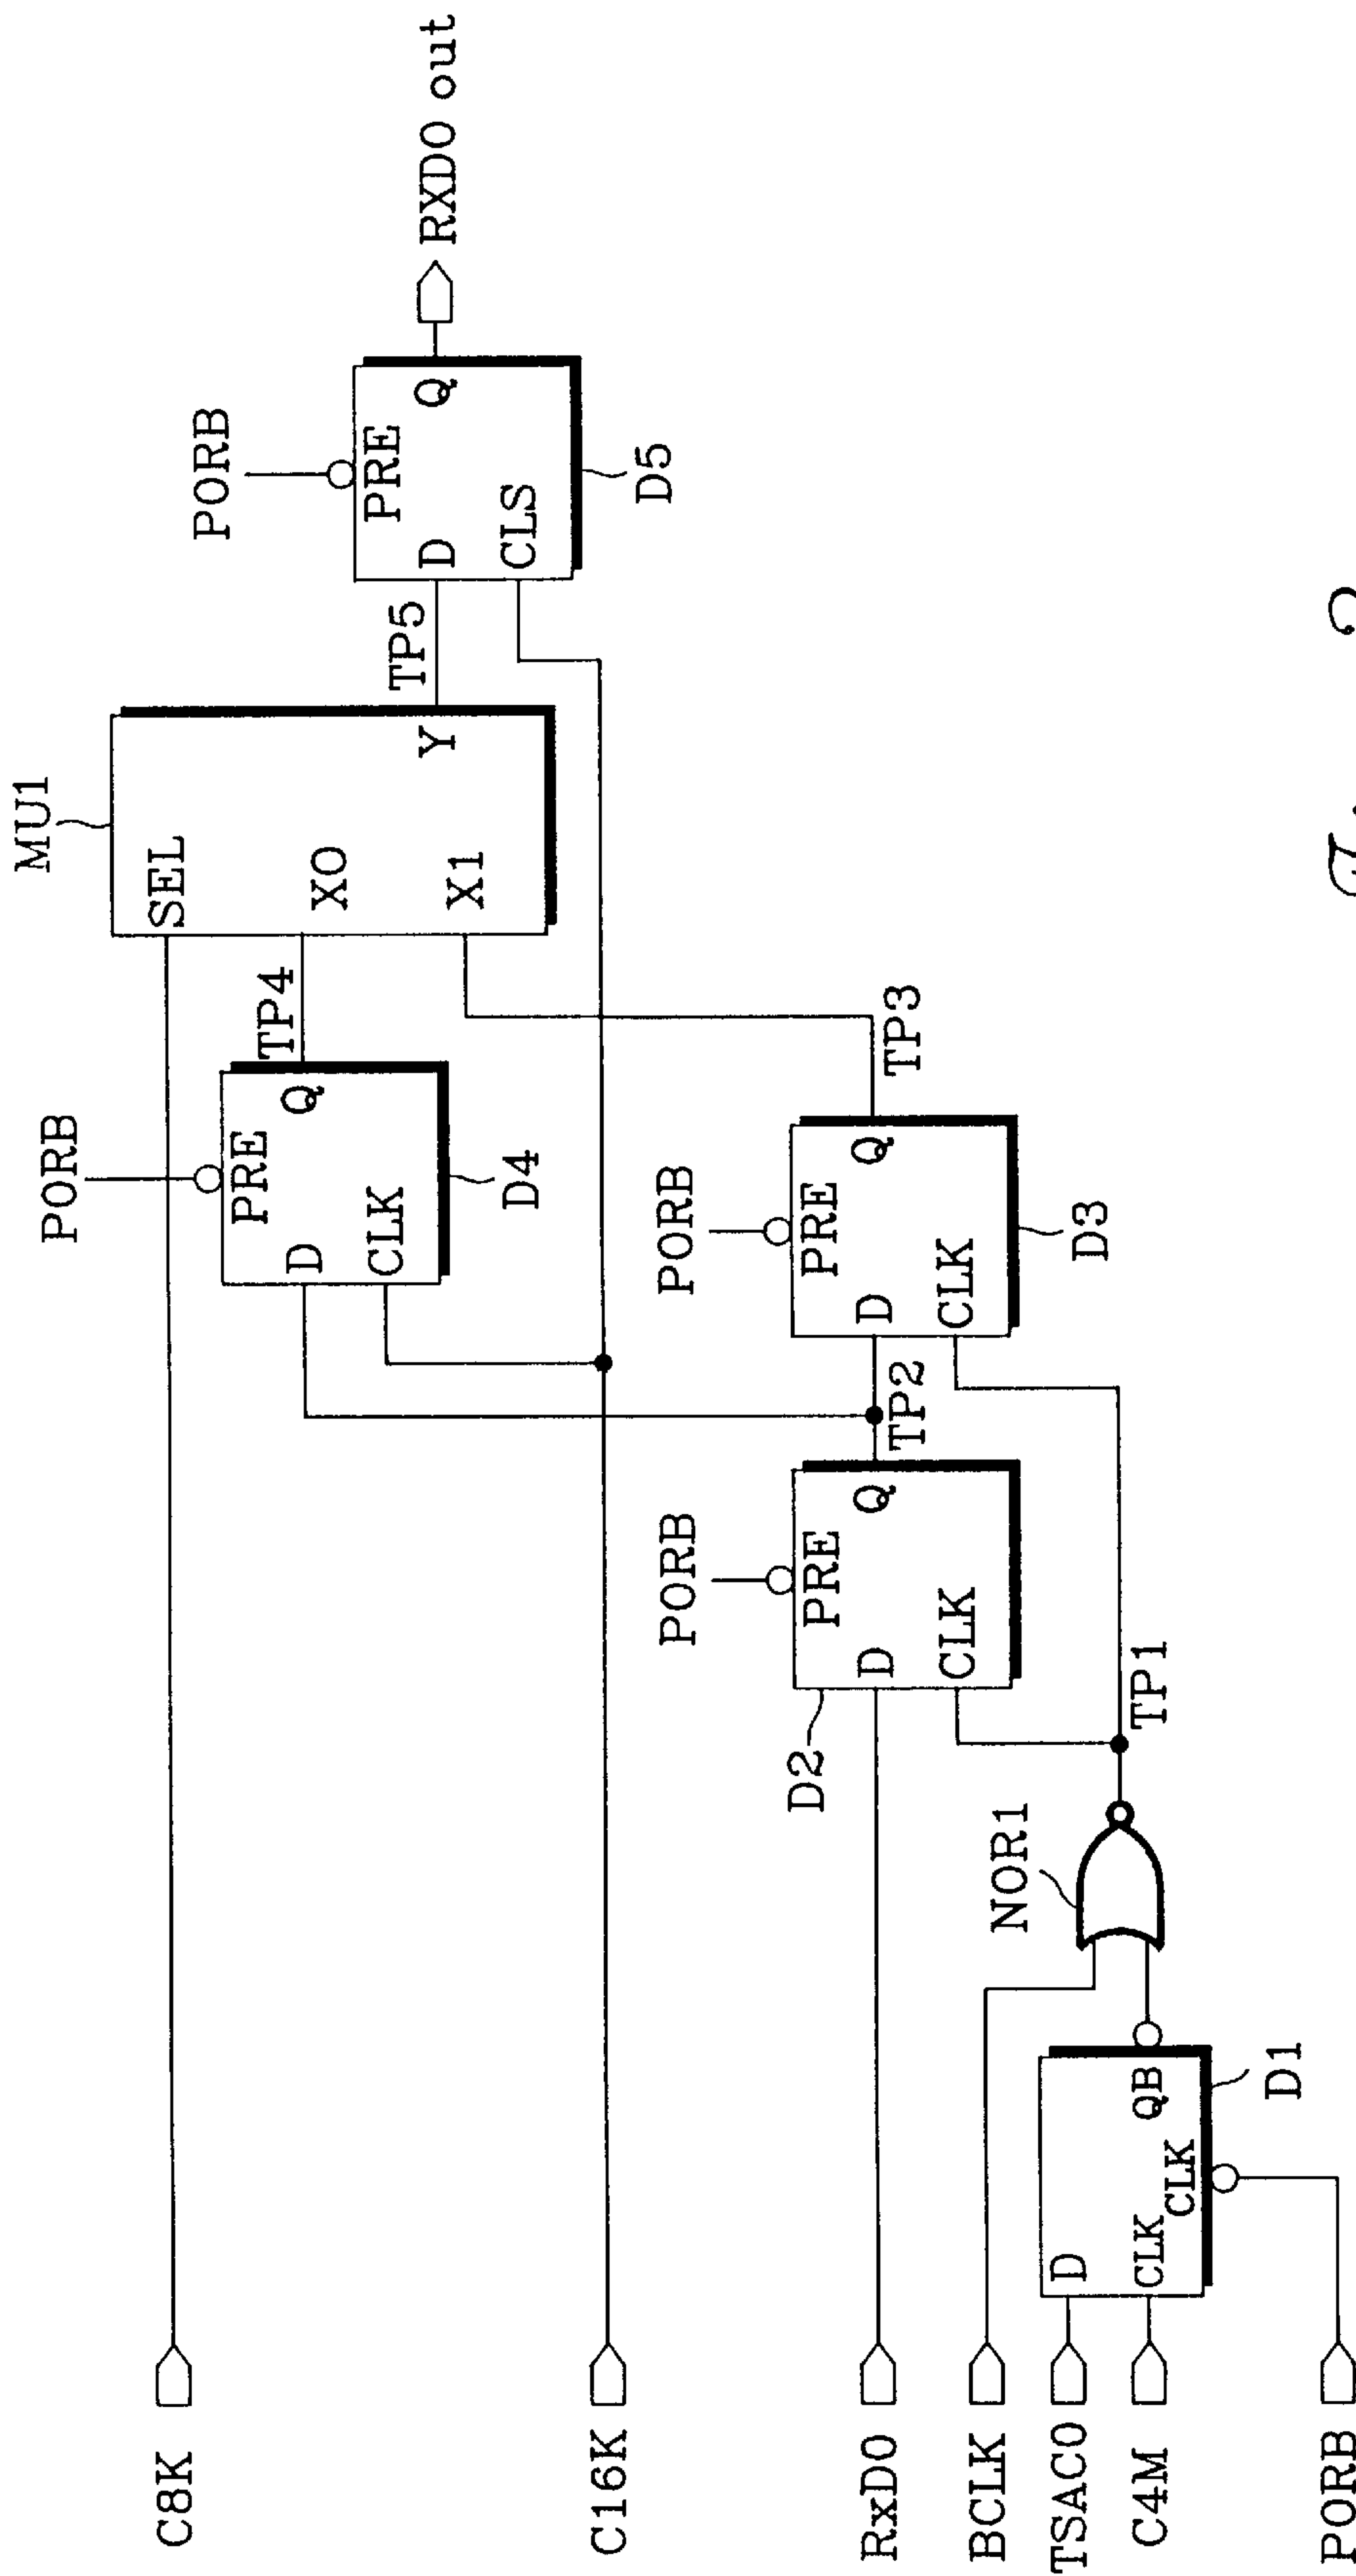 C8K
C16K
RxD0
BCLK
TSAC0
C4M
PORB
D
CLK
CLK
QB
D1
NOR1
TP1
D2
PORB
PRE
D
Q
CLK
TP2
PORB
PRE
D
Q
CLK
D3
TP3
PORB
PRE
D
Q
CLK
D4
TP4
MU1
SEL
X0
X1
Y
TP5
PORB
PRE
D
Q
CLS
D5
RXD0 out